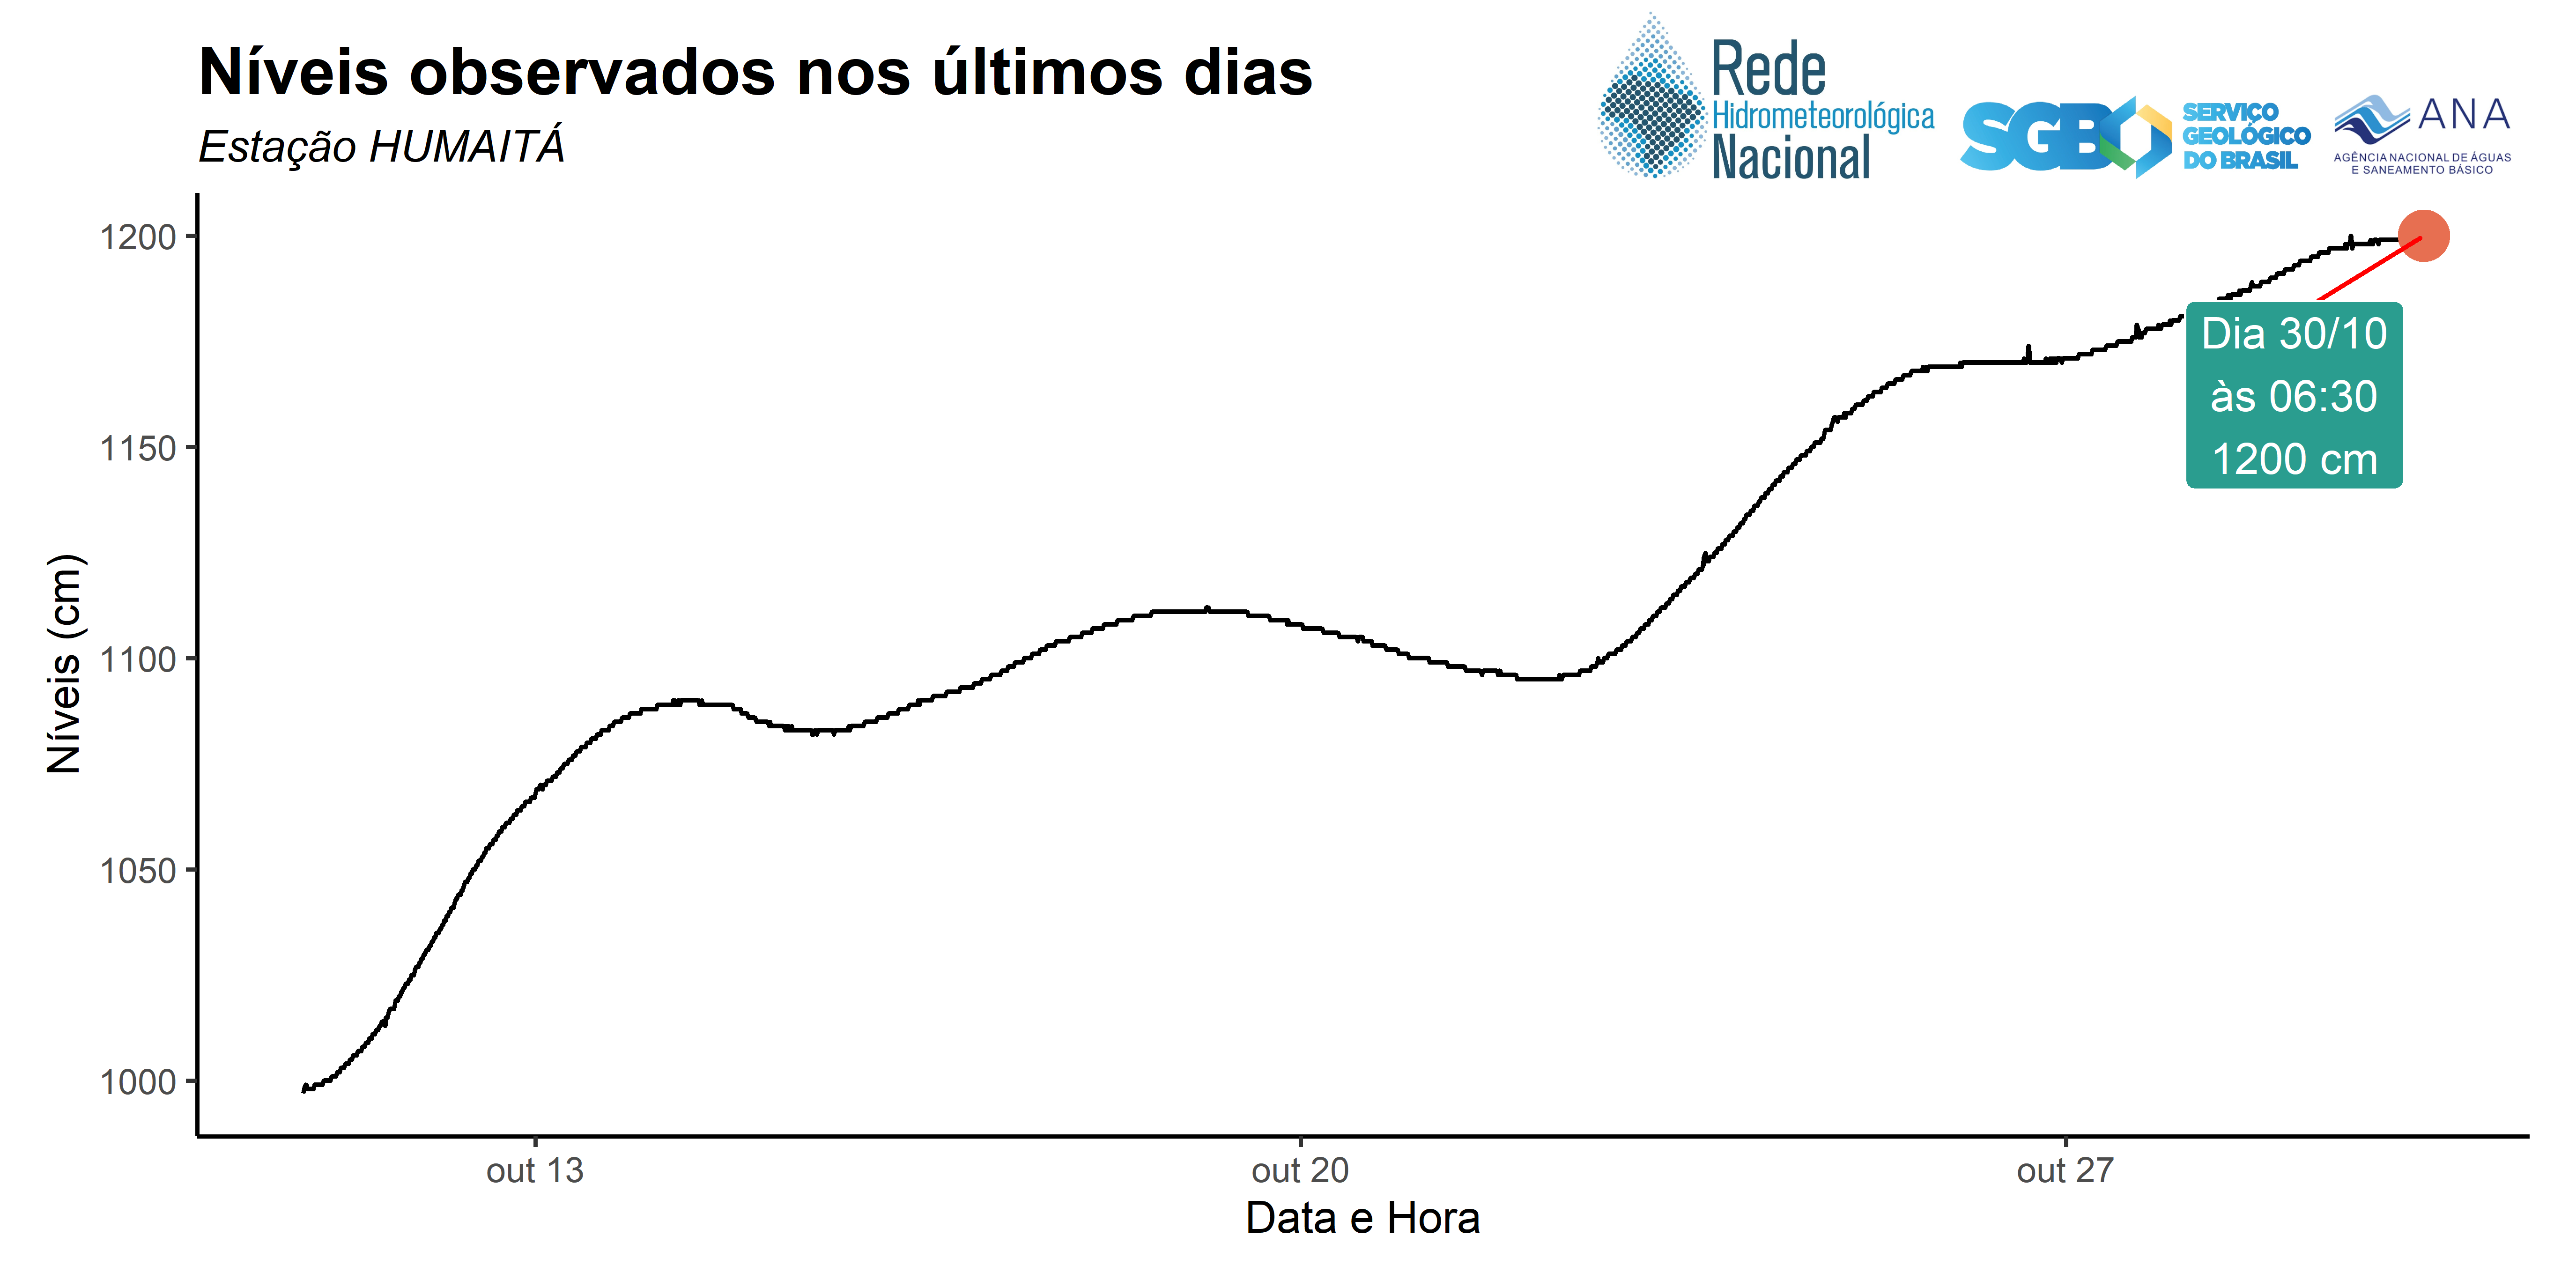 Níveis observados nos últimos dias
Estação HUMAITÁ
Rede
Hidrometeorológica
Nacional
SGB
SERVIÇO
GEOLÓGICO
DO BRASIL
ANA
AGÊNCIA NACIONAL DE ÁGUAS
E SANEAMENTO BÁSICO
Níveis (cm)
1200
1150
1100
1050
1000
Dia 30/10
às 06:30
1200 cm
out 13
out 20
out 27
Data e Hora